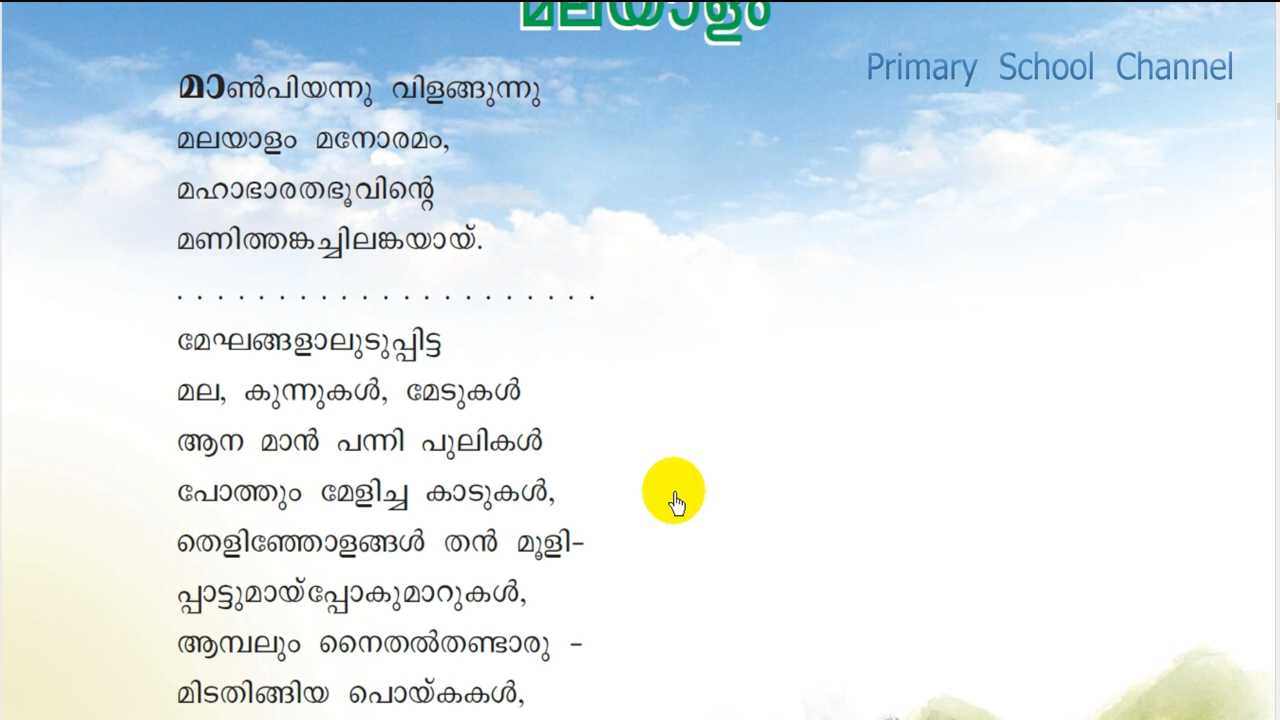 മലയാളം
Primary School Channel
മാൺപിയന്നു വിളങ്ങുന്നു
മലയാളം മനോരമം,
മഹാഭാരതഭൂവിന്റെ
മണിത്തങ്കച്ചിലങ്കയായ്.
. . . . . . . . . . . . . . . . . . . . .
മേഘങ്ങളാലുടുപ്പിട്ട
മല, കുന്നുകൾ, മേടുകൾ
ആന മാൻ പന്നി പുലികൾ
പോത്തും മേളിച്ച കാടുകൾ,
തെളിഞ്ഞോളങ്ങൾ തൻ മൂളി-
പ്പാട്ടുമായ്പ്പോകുമാറുകൾ,
ആമ്പലും നൈതൽതണ്ടാരു -
മിടതിങ്ങിയ പൊയ്കകൾ,